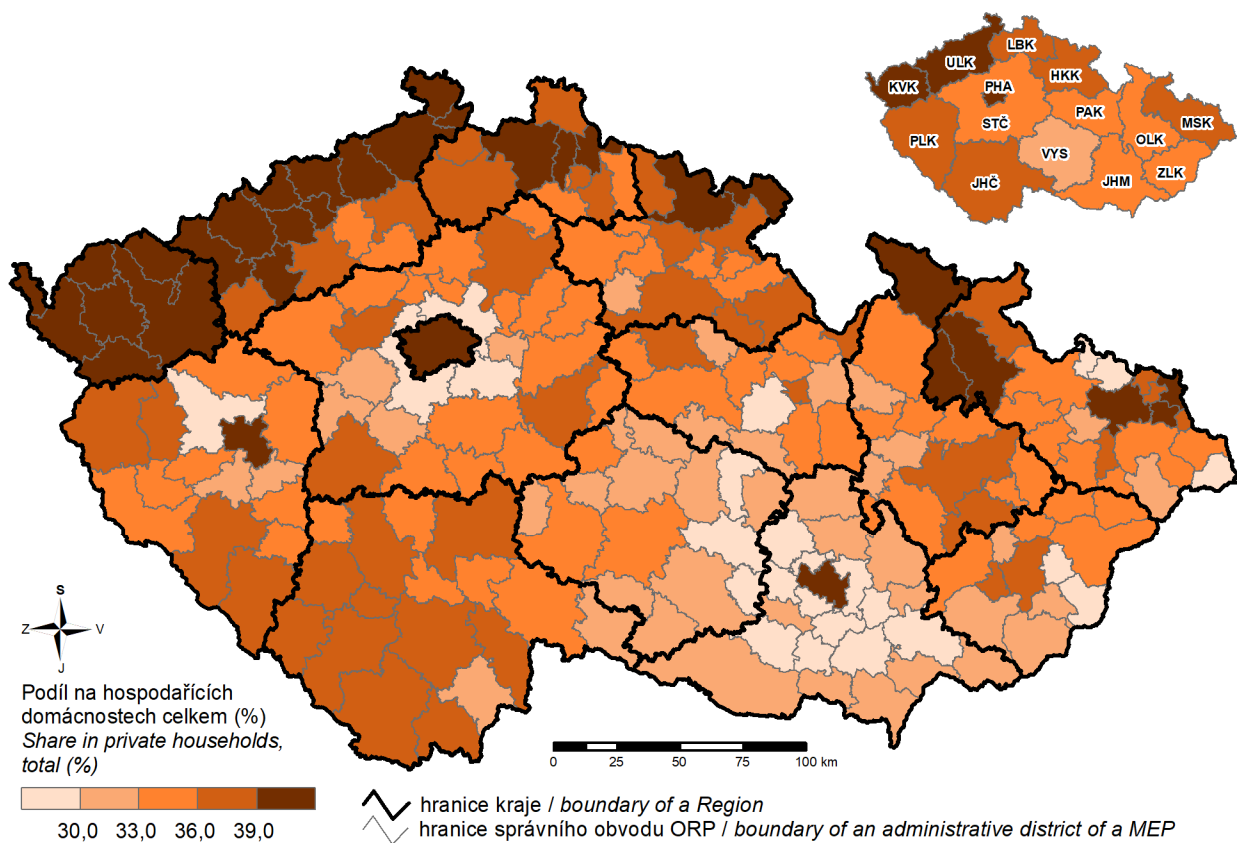 LBK
ULK
HKK
KVK
PHA
PAK
MSK
STČ
OLK
PLK
VYS
ZLK
JHČ
JHM
S
Z
V
J
Podíl na hospodařících
domácnostech celkem (%)
Share in private households,
total (%)
30,0 33,0 36,0 39,0
0 25 50 75 100 km
hranice kraje / boundary of a Region
hranice správního obvodu ORP / boundary of an administrative district of a MEP